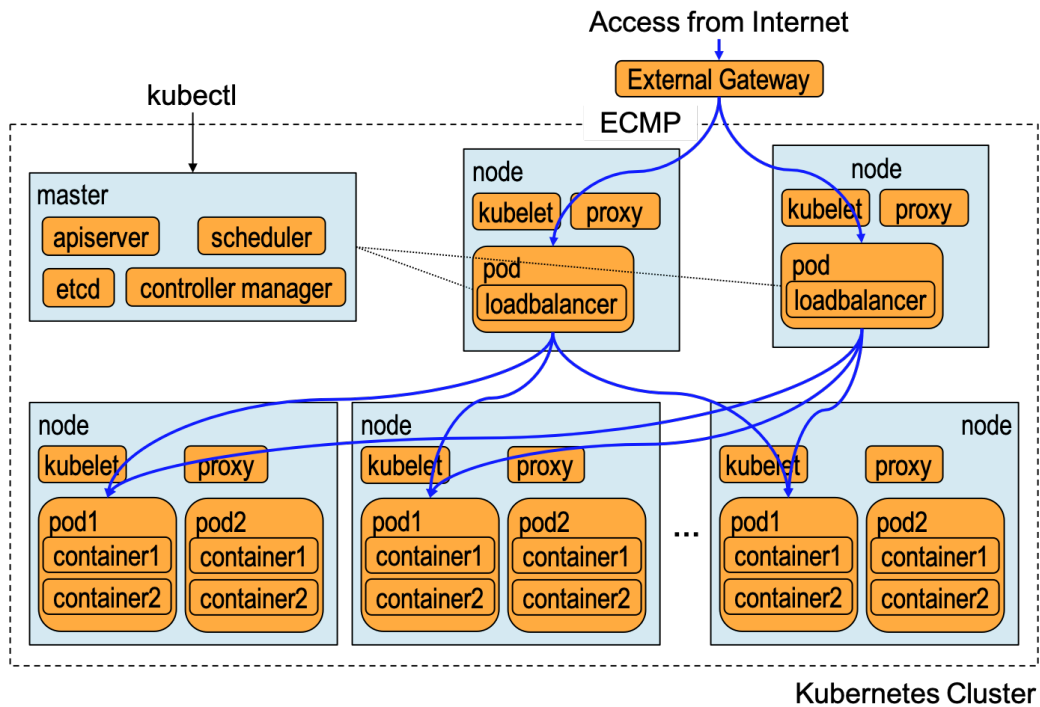 Access from Internet
External Gateway
kubectl
ECMP
master
apiserver
scheduler
etcd
controller manager
node
kubelet
proxy
pod
loadbalancer
node
kubelet
proxy
pod
loadbalancer
node
kubelet
proxy
pod1
container1
container2
pod2
container1
container2
node
kubelet
proxy
pod1
container1
container2
pod2
container1
container2
...
node
kubelet
proxy
pod1
container1
container2
pod2
container1
container2
Kubernetes Cluster